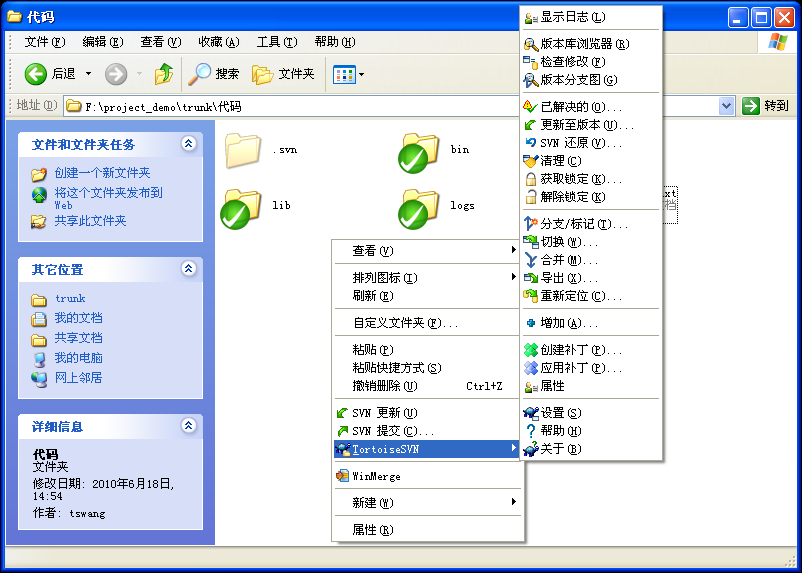 代码
文件(F) 编辑(E) 查看(V) 收藏(A) 工具(T) 帮助(H)
后退 搜索 文件夹
地址(D) F:\project_demo\trunk\代码 转到
文件和文件夹任务
创建一个新文件夹
将这个文件夹发布到
Web
共享此文件夹
其它位置
trunk
我的文档
共享文档
我的电脑
网上邻居
详细信息
代码
文件夹
修改日期: 2010年6月18日,
14:54
作者: tswang
.svn
bin
lib
logs
xt
档
查看(V)
排列图标(I)
刷新(E)
自定义文件夹(F)...
粘贴(P)
粘贴快捷方式(S)
撤销删除(U) Ctrl+Z
SVN 更新(U)
SVN 提交(C)...
TortoiseSVN
WinMerge
新建(W)
属性(R)
显示日志(L)
版本库浏览器(R)
检查修改(F)
版本分支图(G)
已解决的(O)...
更新至版本(U)...
SVN 还原(V)...
清理(C)
获取锁定(K)...
解除锁定(K)
分支/标记(T)...
切换(W)...
合并(M)...
导出(X)...
重新定位(C)...
增加(A)...
创建补丁(P)...
应用补丁(P)...
属性
设置(S)
帮助(H)
关于(B)